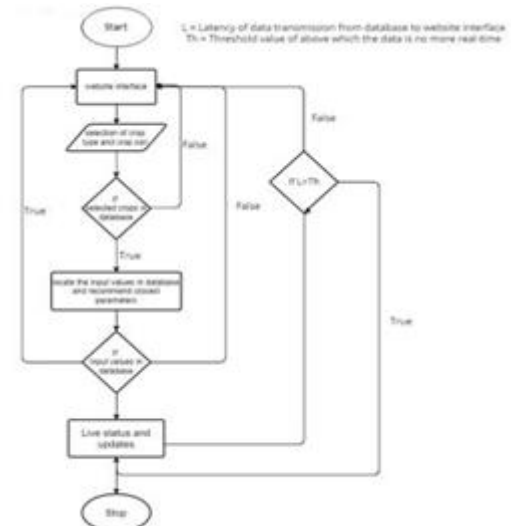 Start
L = Latency of data transmission from database to website interface
Th = Threshold value of above which the data is no more real-time
website interface
False
selection of crop
type and crop soil
False
If
selected crops in
database
False
If L>Th
True
True
locate the input values in database
and recommend closest
parameters
True
If
input values in
database
Live status and
updates
Stop